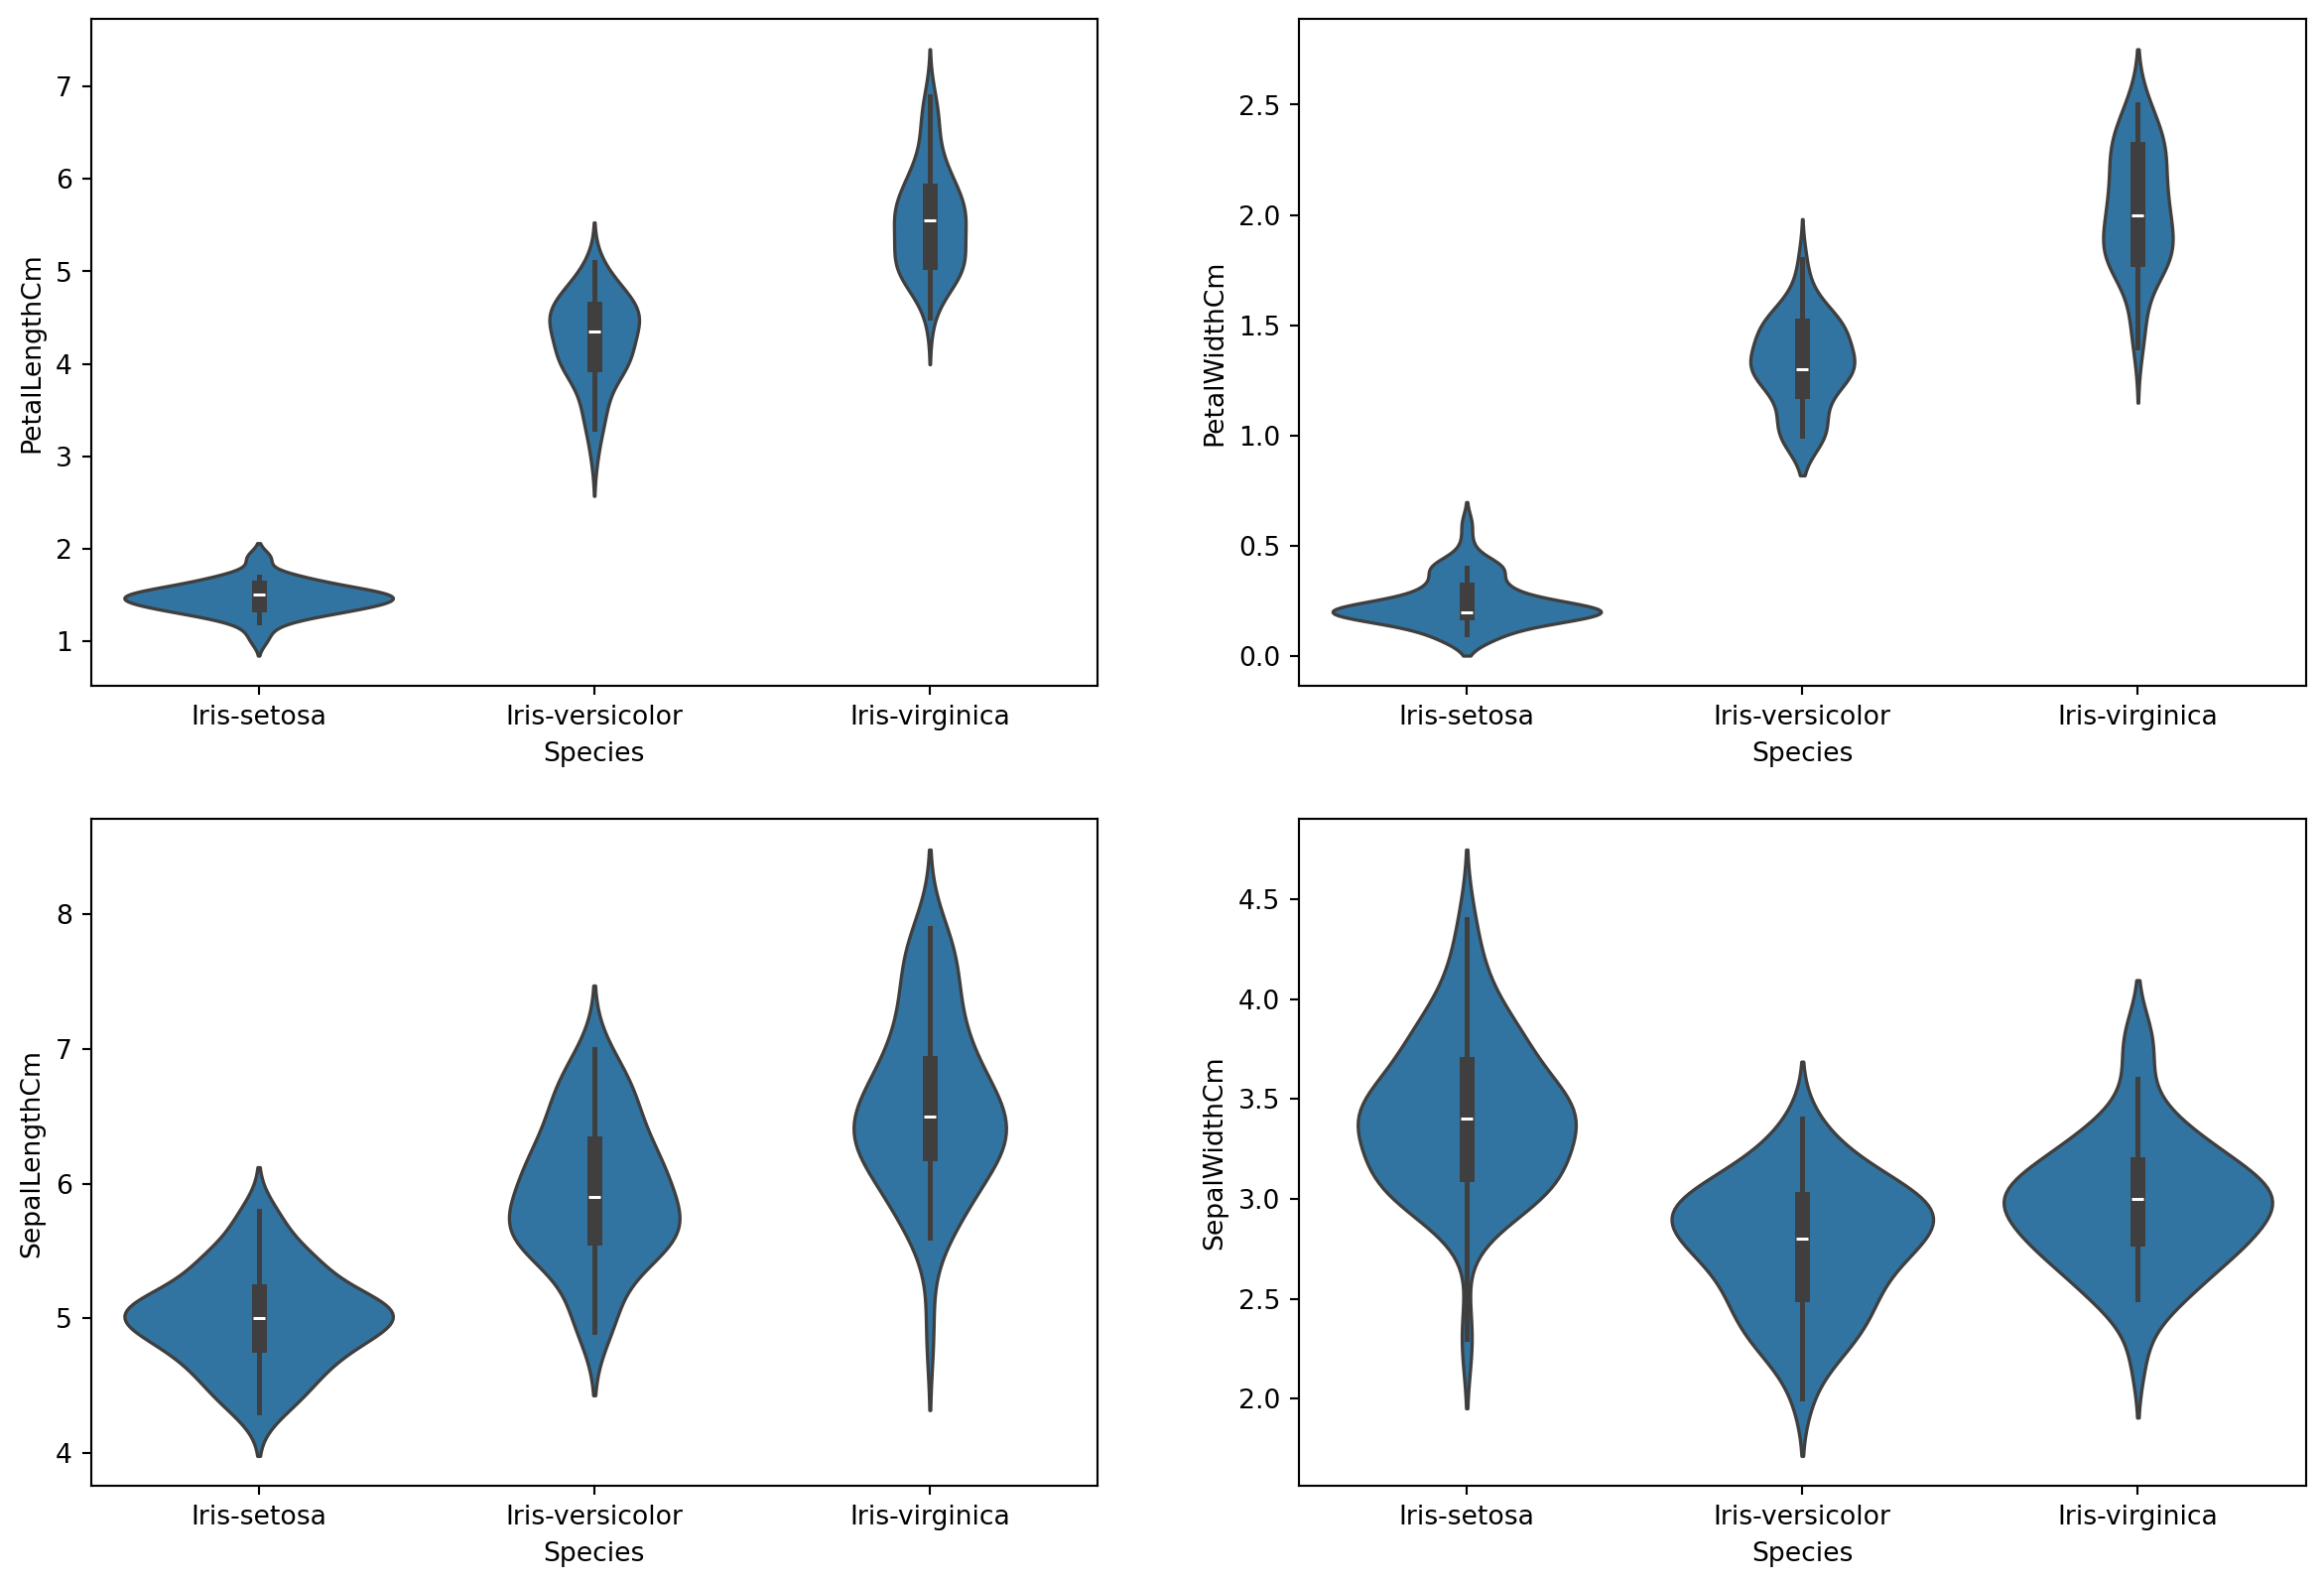 7
6
5
4
3
2
1
PetalLengthCm
Iris-setosa Iris-versicolor Iris-virginica
Species
2.5
2.0
1.5
1.0
0.5
0.0
PetalWidthCm
Iris-setosa Iris-versicolor Iris-virginica
Species
8
7
6
5
4
SepalLengthCm
Iris-setosa Iris-versicolor Iris-virginica
Species
4.5
4.0
3.5
3.0
2.5
2.0
SepalWidthCm
Iris-setosa Iris-versicolor Iris-virginica
Species